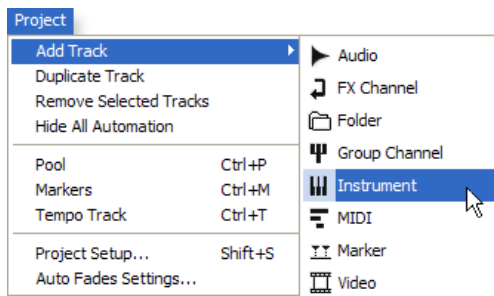 Project
Add Track
Duplicate Track
Remove Selected Tracks
Hide All Automation
Pool Ctrl+P
Markers Ctrl+M
Tempo Track Ctrl+T
Project Setup... Shift+S
Auto Fades Settings...
Audio
FX Channel
Folder
Group Channel
Instrument
MIDI
Marker
Video